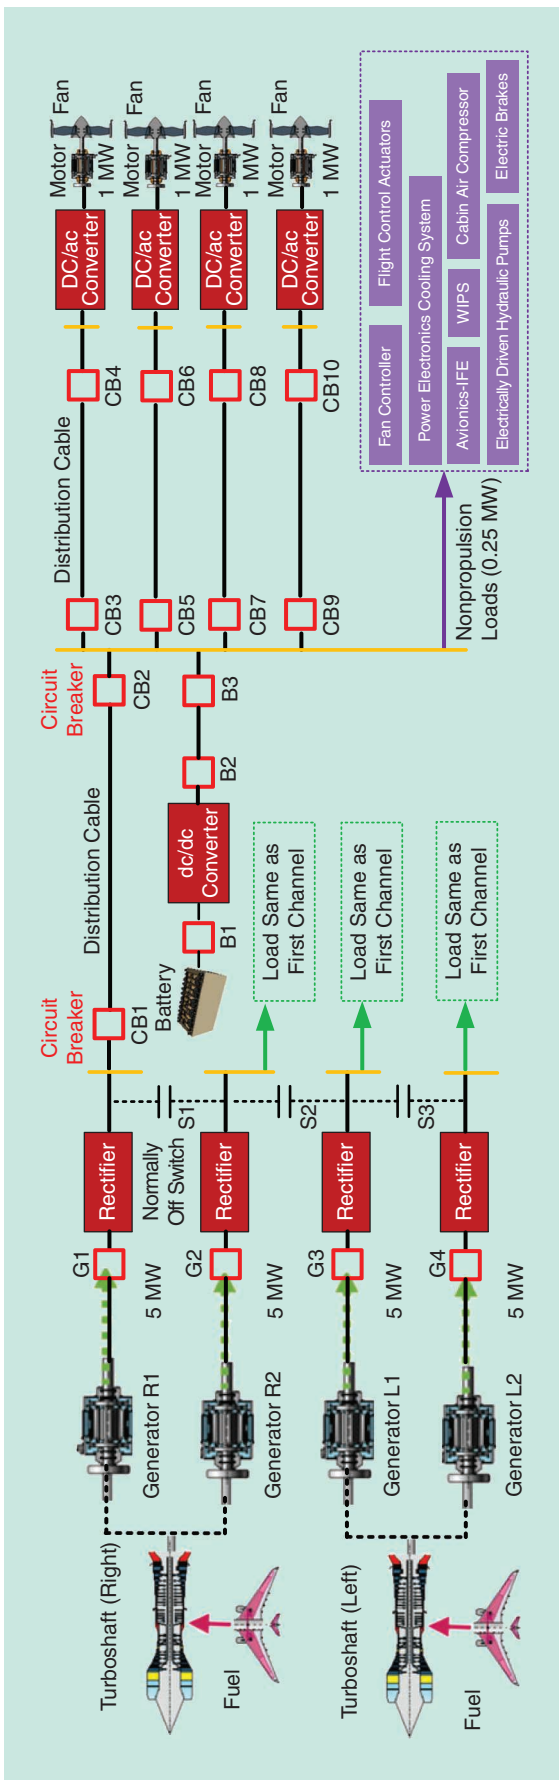 Turboshaft (Right)
Fuel
Generator R1
5 MW
G1
Rectifier
Normally
Off Switch
S1
Generator R2
5 MW
G2
Rectifier
S2
Turboshaft (Left)
Fuel
Generator L1
5 MW
G3
Rectifier
S3
Generator L2
5 MW
G4
Rectifier
Circuit
Breaker
CB1
Distribution Cable
Circuit
Breaker
CB2
Battery
B1
dc/dc
Converter
B2
B3
Load Same as
First Channel
Load Same as
First Channel
Load Same as
First Channel
CB3
Distribution Cable
CB4
DC/ac
Converter
Motor
1 MW
Fan
CB5
CB6
DC/ac
Converter
Motor
1 MW
Fan
CB7
CB8
DC/ac
Converter
Motor
1 MW
Fan
CB9
CB10
DC/ac
Converter
Motor
1 MW
Fan
Nonpropulsion
Loads (0.25 MW)
Fan Controller
Flight Control Actuators
Power Electronics Cooling System
Avionics-IFE
WIPS
Cabin Air Compressor
Electrically Driven Hydraulic Pumps
Electric Brakes